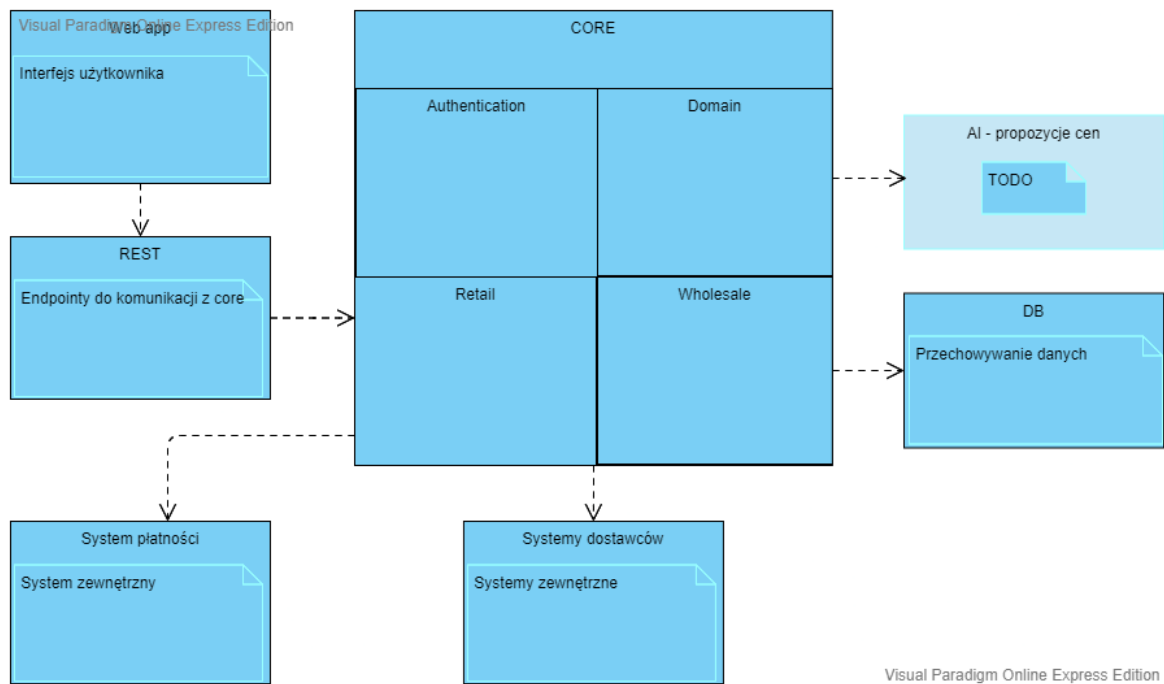 Visual Paradigm Online Express Edition
Web app
Interfejs użytkownika
CORE
Authentication
Domain
AI - propozycje cen
TODO
REST
Endpointy do komunikacji z core
Retail
Wholesale
DB
Przechowywanie danych
System płatności
System zewnętrzny
Systemy dostawców
Systemy zewnętrzne
Visual Paradigm Online Express Edition